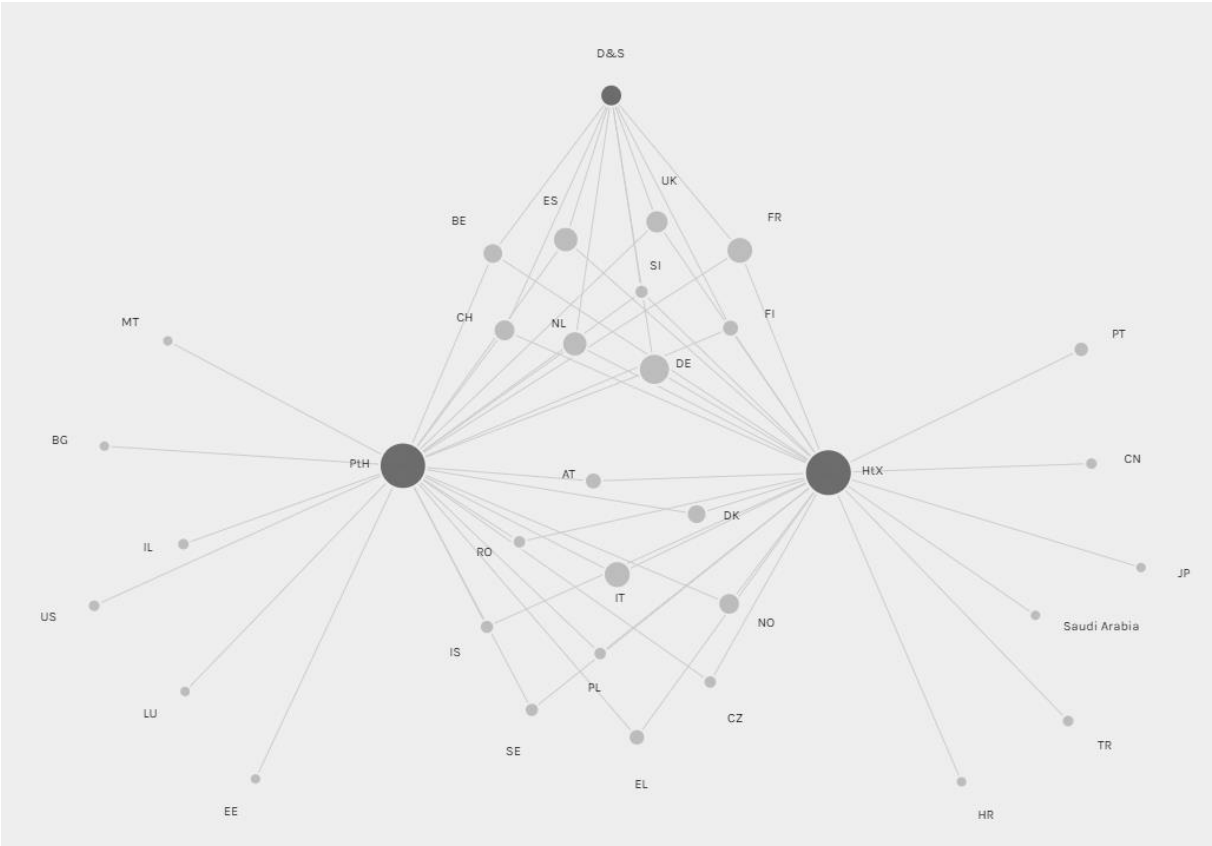 D&S
UK
ES
FR
BE
SI
CH
NL
FI
MT
PT
DE
BG
CN
PtH
HtX
AT
DK
IL
RO
JP
IT
US
NO
Saudi Arabia
IS
PL
LU
CZ
TR
SE
EL
EE
HR